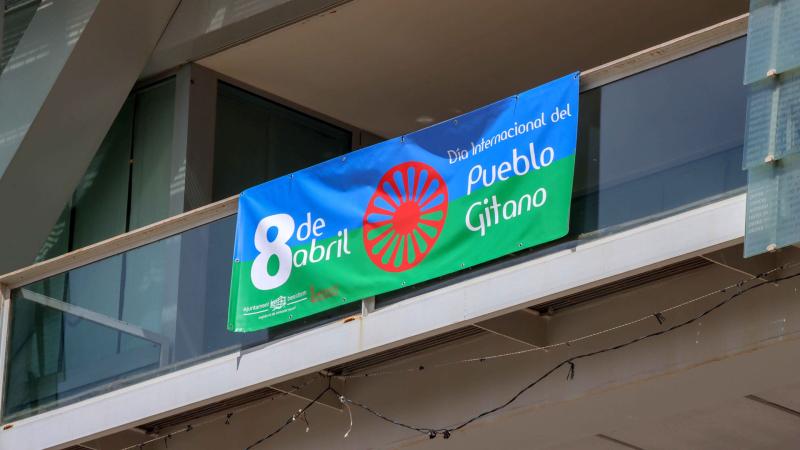 8 de
abril
Día Internacional del
Pueblo
Gitano